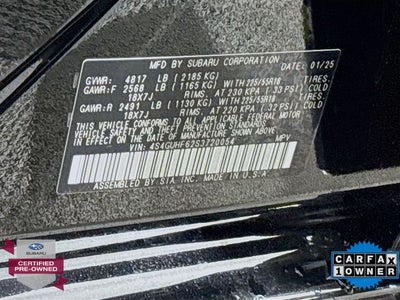 MFD. BY SUBARU CORPORATION 01/25
GVWR: 4817 LB (2185 KG)
GAWR:F 2568 LB (1165 KG) WITH 225/55R18 TIRES,
18X7J RIMS, AT 230 KPA (33 PSI) COLD
GAWR:R 2491 LB (1130 KG) WITH 225/55R18 TIRES,
18X7J RIMS, AT 220 KPA (32 PSI) COLD
THIS VEHICLE CONFORMS TO ALL APPLICABLE FEDERAL MOTOR
VEHICLE SAFETY, BUMPER, AND THEFT PREVENTION STANDARDS
IN EFFECT ON THE DATE OF MANUFACTURE SHOWN ABOVE.
VIN: 4S4GUHF62S3720054 MPV
ASSEMBLED BY SIA, INC. MADE IN U.S.A
SUBARU
CERTIFIED
PRE-OWNED
CARFAX
1 OWNER